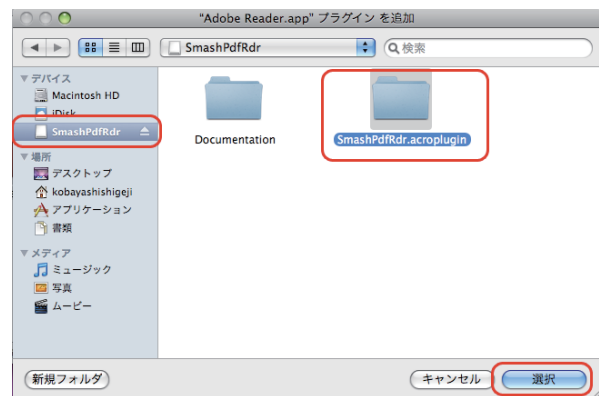 "Adobe Reader.app" プラグイン を追加
SmashPdfRdr
検索
デバイス
Macintosh HD
iDisk
SmashPdfRdr
場所
デスクトップ
kobayashishigeji
アプリケーション
書類
メディア
ミュージック
写真
ムービー
Documentation
SmashPdfRdr.acroplugin
新規フォルダ
キャンセル
選択